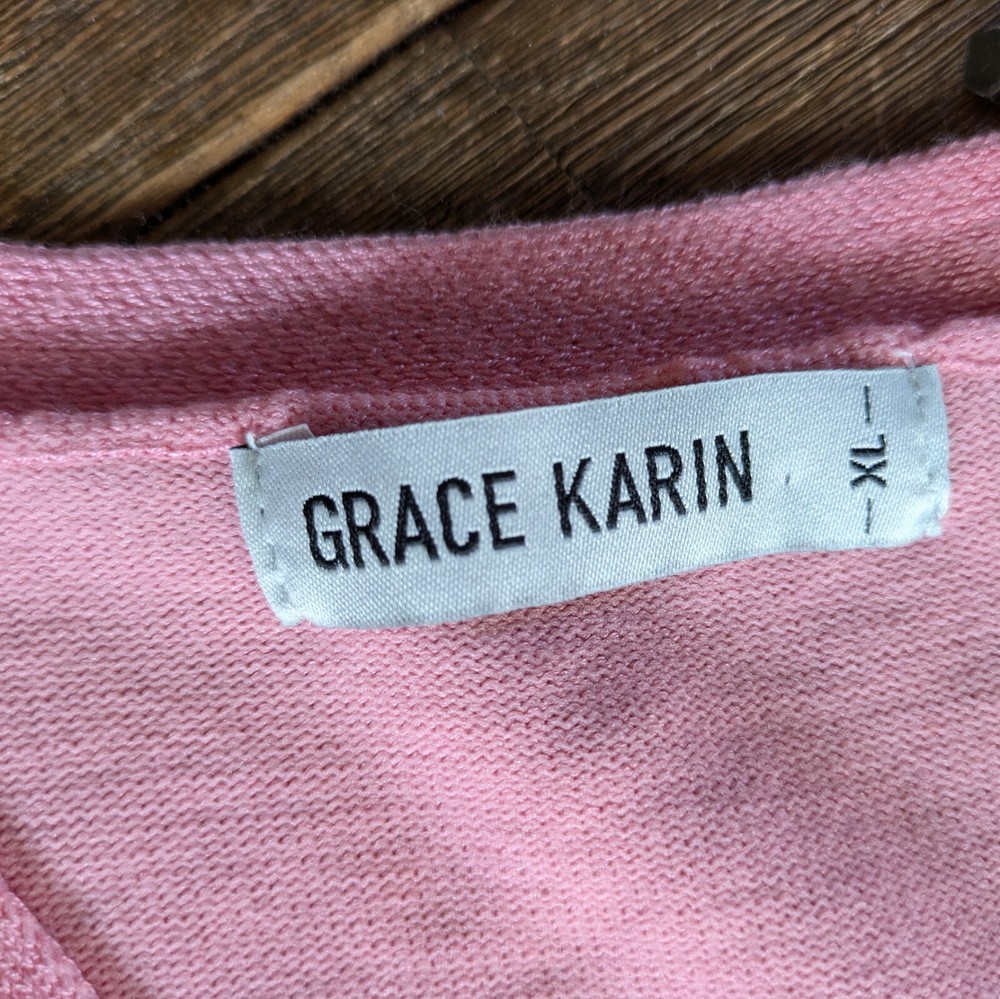 GRACE KARIN
— XL —